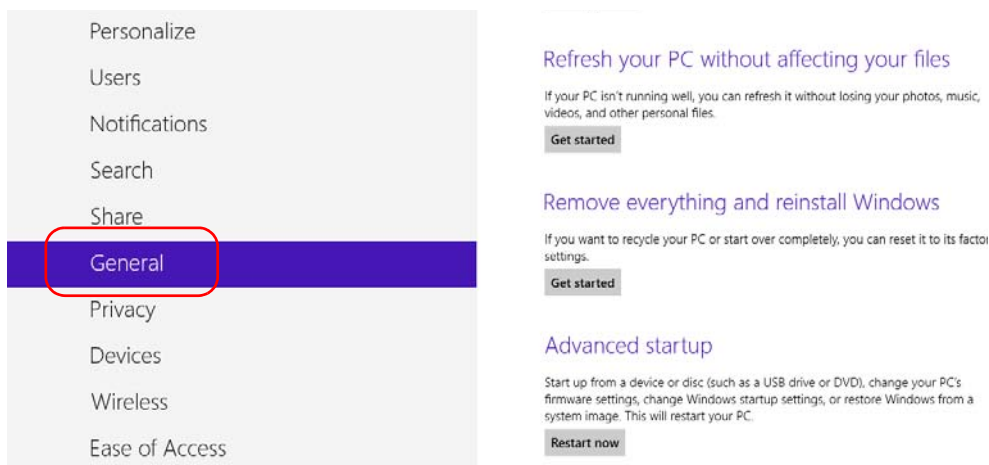 Personalize
Users
Notifications
Search
Share
General
Privacy
Devices
Wireless
Ease of Access
Refresh your PC without affecting your files
If your PC isn't running well, you can refresh it without losing your photos, music,
videos, and other personal files.
Get started
Remove everything and reinstall Windows
If you want to recycle your PC or start over completely, you can reset it to its factor
settings.
Get started
Advanced startup
Start up from a device or disc (such as a USB drive or DVD), change your PC's
firmware settings, change Windows startup settings, or restore Windows from a
system image. This will restart your PC.
Restart now